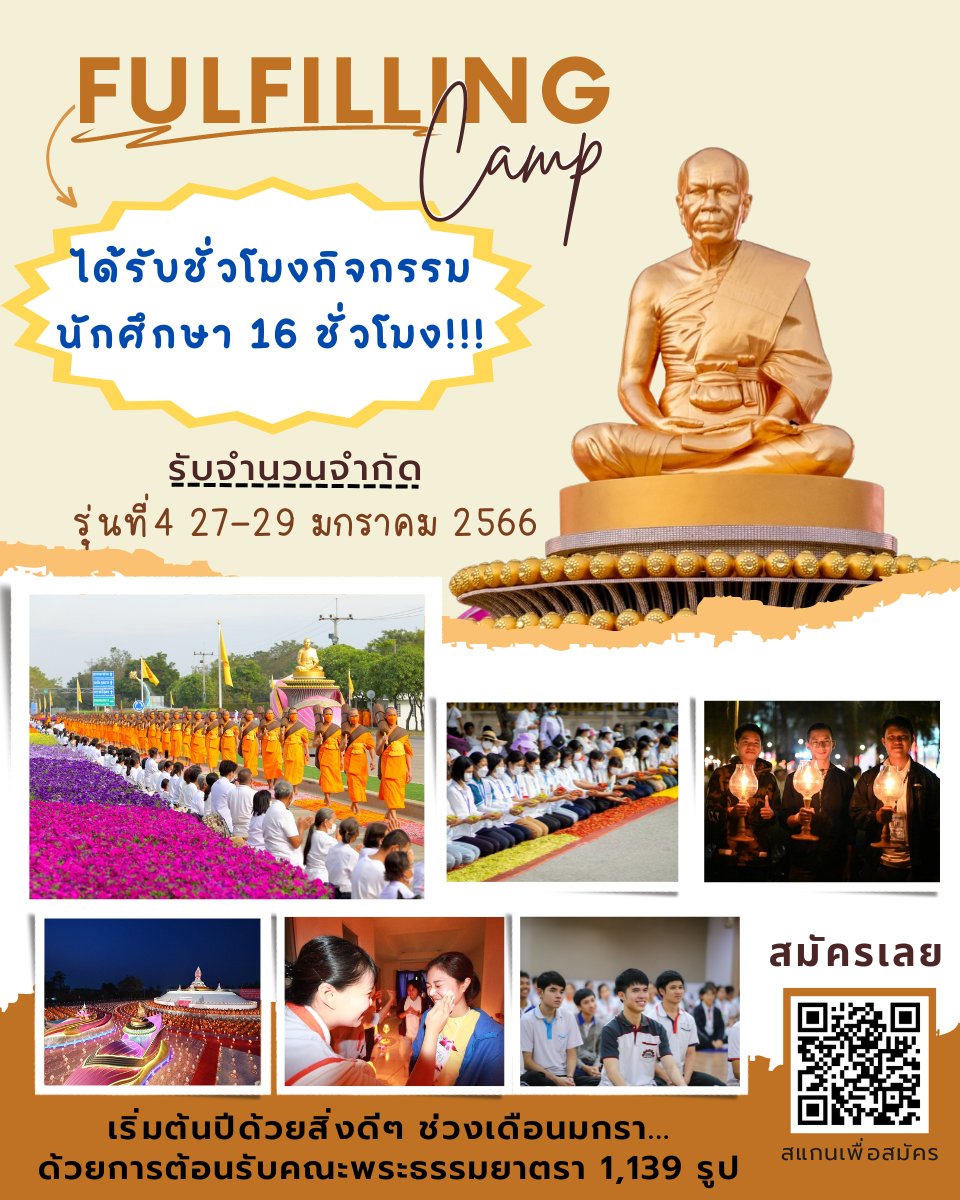 FULFILLING
Camp
ได้รับชั่วโมงกิจกรรม
นักศึกษา 16 ชั่วโมง!!!
รับจำนวนจำกัด
รุ่นที่4 27-29 มกราคม 2566
สมัครเลย
สแกนเพื่อสมัคร
เริ่มต้นปีด้วยสิ่งดีๆ ช่วงเดือนมกรา...
ด้วยการต้อนรับคณะพระธรรมยาตรา 1,139 รูป